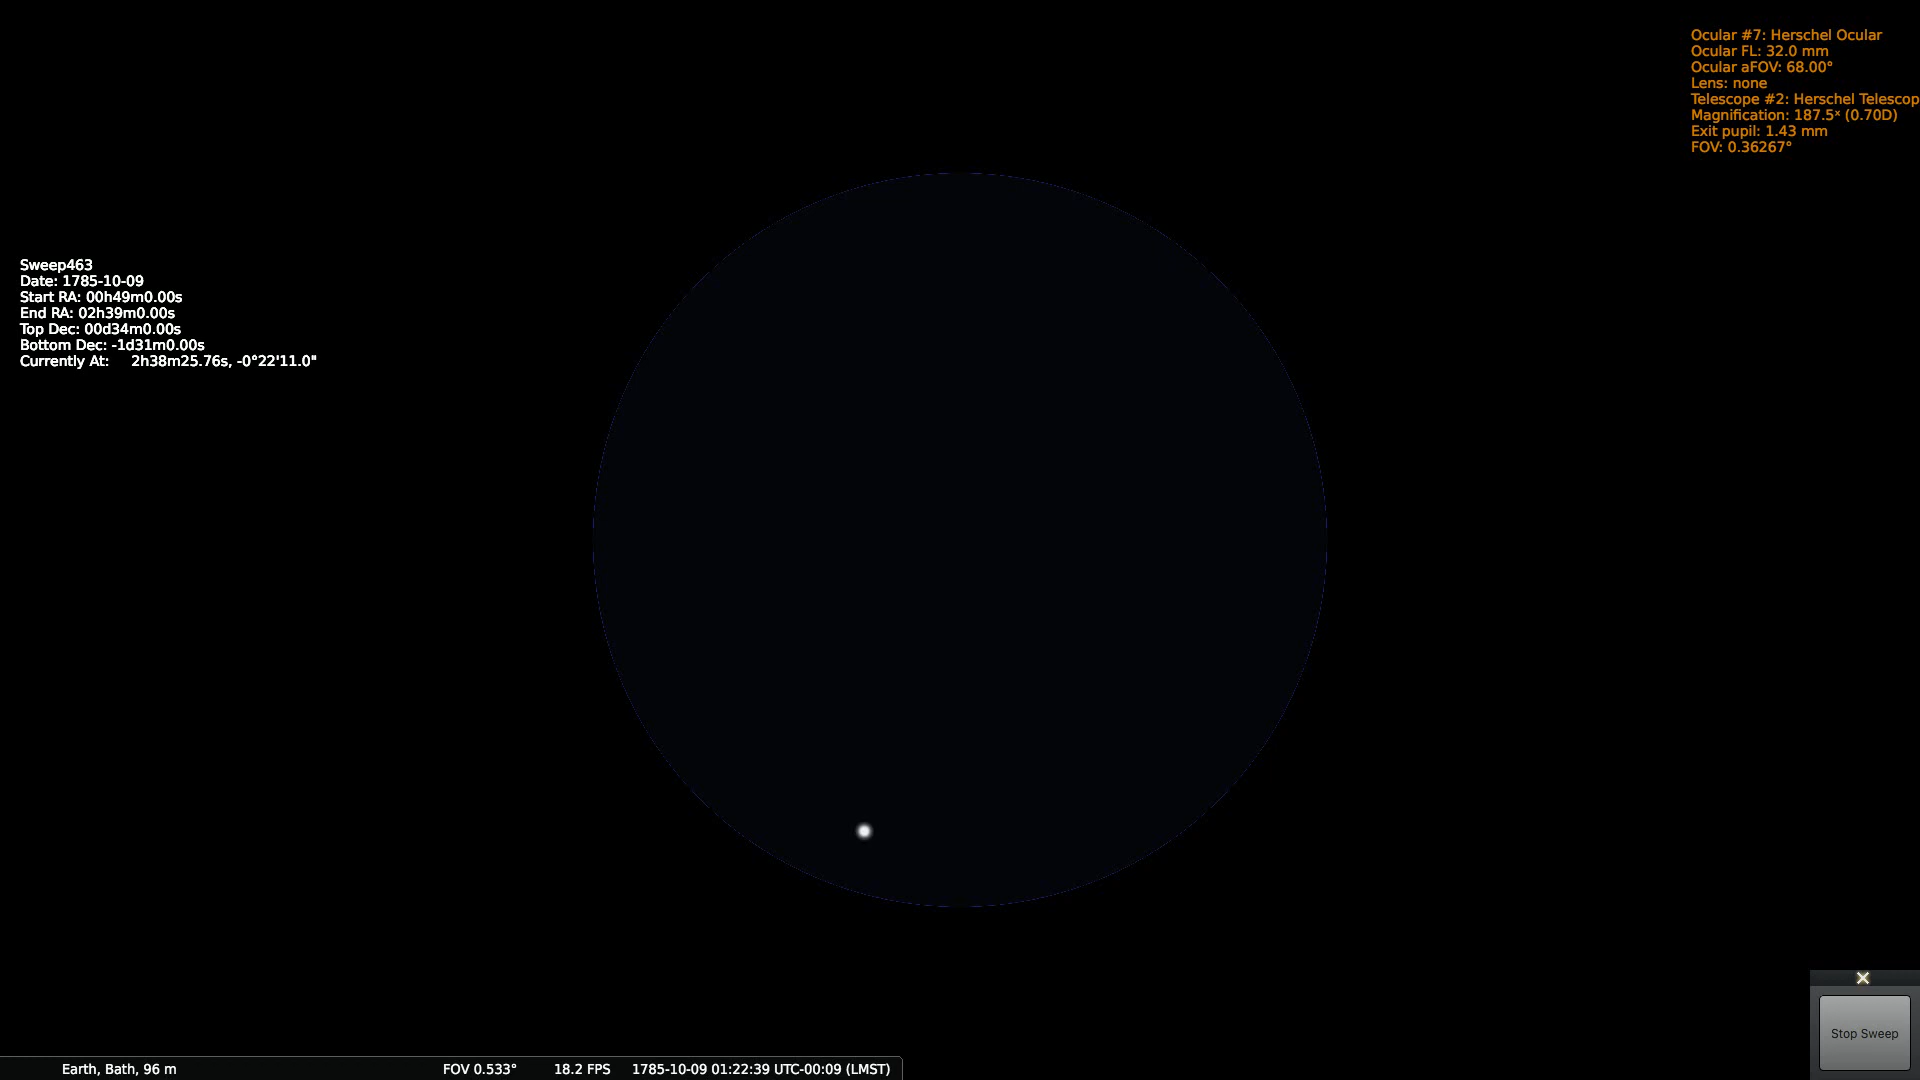 Ocular #7: Herschel Ocular
Ocular FL: 32.0 mm
Ocular aFOV: 68.00°
Lens: none
Telescope #2: Herschel Telescop
Magnification: 187.5ˣ (0.70D)
Exit pupil: 1.43 mm
FOV: 0.36267°
Sweep463
Date: 1785-10-09
Start RA: 00h49m0.00s
End RA: 02h39m0.00s
Top Dec: 00d34m0.00s
Bottom Dec: -1d31m0.00s
Currently At: 2h38m25.76s, -0°22'11.0"
Stop Sweep
Earth, Bath, 96 m FOV 0.533° 18.2 FPS 1785-10-09 01:22:39 UTC-00:09 (LMST)